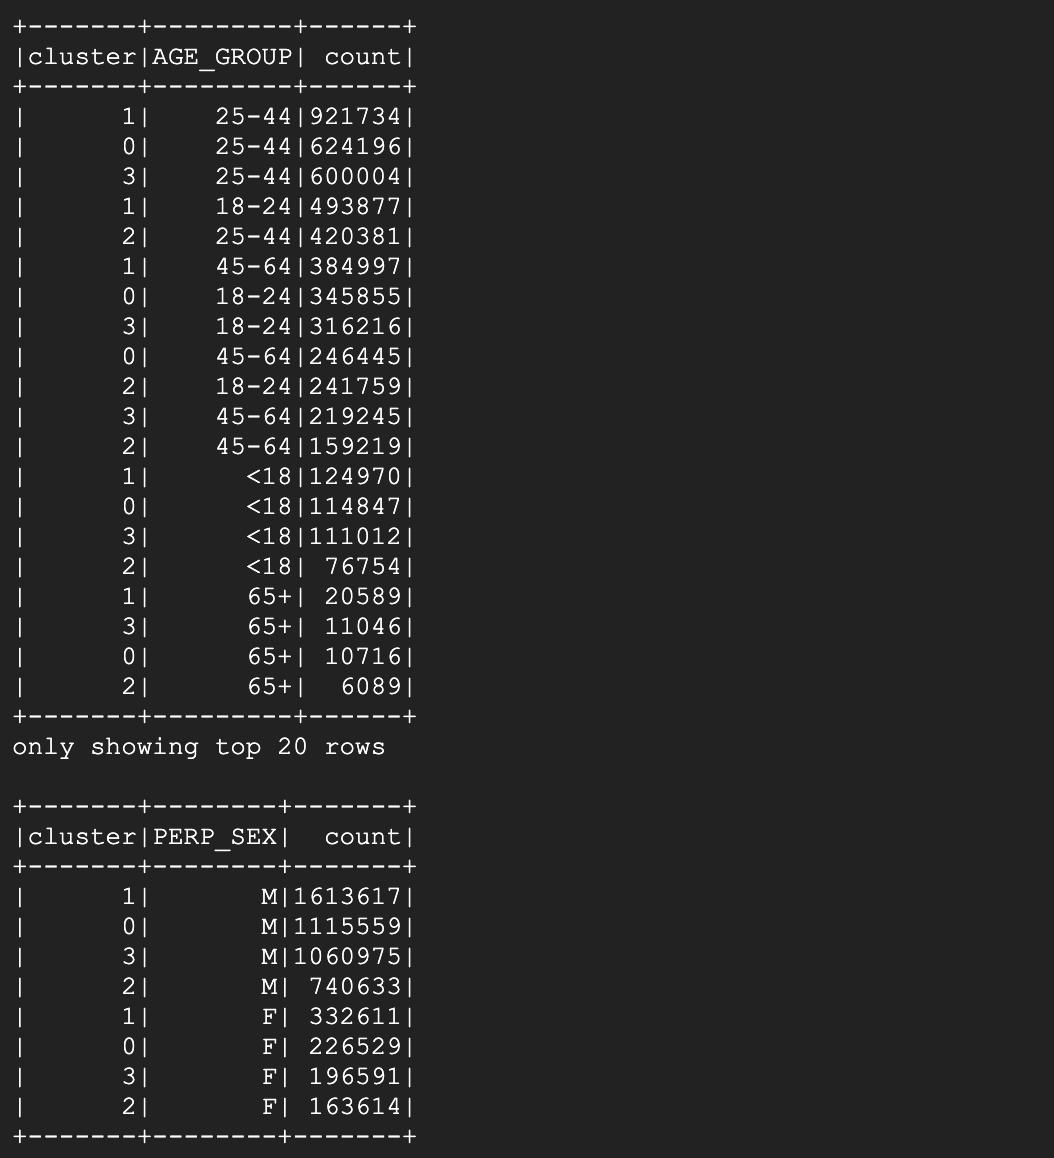 +-------+---------+------+
|cluster|AGE_GROUP| count|
+-------+---------+------+
|      1|    25-44|921734|
|      0|    25-44|624196|
|      3|    25-44|600004|
|      1|    18-24|493877|
|      2|    25-44|420381|
|      1|    45-64|384997|
|      0|    18-24|345855|
|      3|    18-24|316216|
|      0|    45-64|246445|
|      2|    18-24|241759|
|      3|    45-64|219245|
|      2|    45-64|159219|
|      1|      <18|124970|
|      0|      <18|114847|
|      3|      <18|111012|
|      2|      <18| 76754|
|      1|      65+| 20589|
|      3|      65+| 11046|
|      0|      65+| 10716|
|      2|      65+|  6089|
+-------+---------+------+
only showing top 20 rows

+-------+--------+-------+
|cluster|PERP_SEX|  count|
+-------+--------+-------+
|      1|       M|1613617|
|      0|       M|1115559|
|      3|       M|1060975|
|      2|       M| 740633|
|      1|       F| 332611|
|      0|       F| 226529|
|      3|       F| 196591|
|      2|       F| 163614|
+-------+--------+-------+